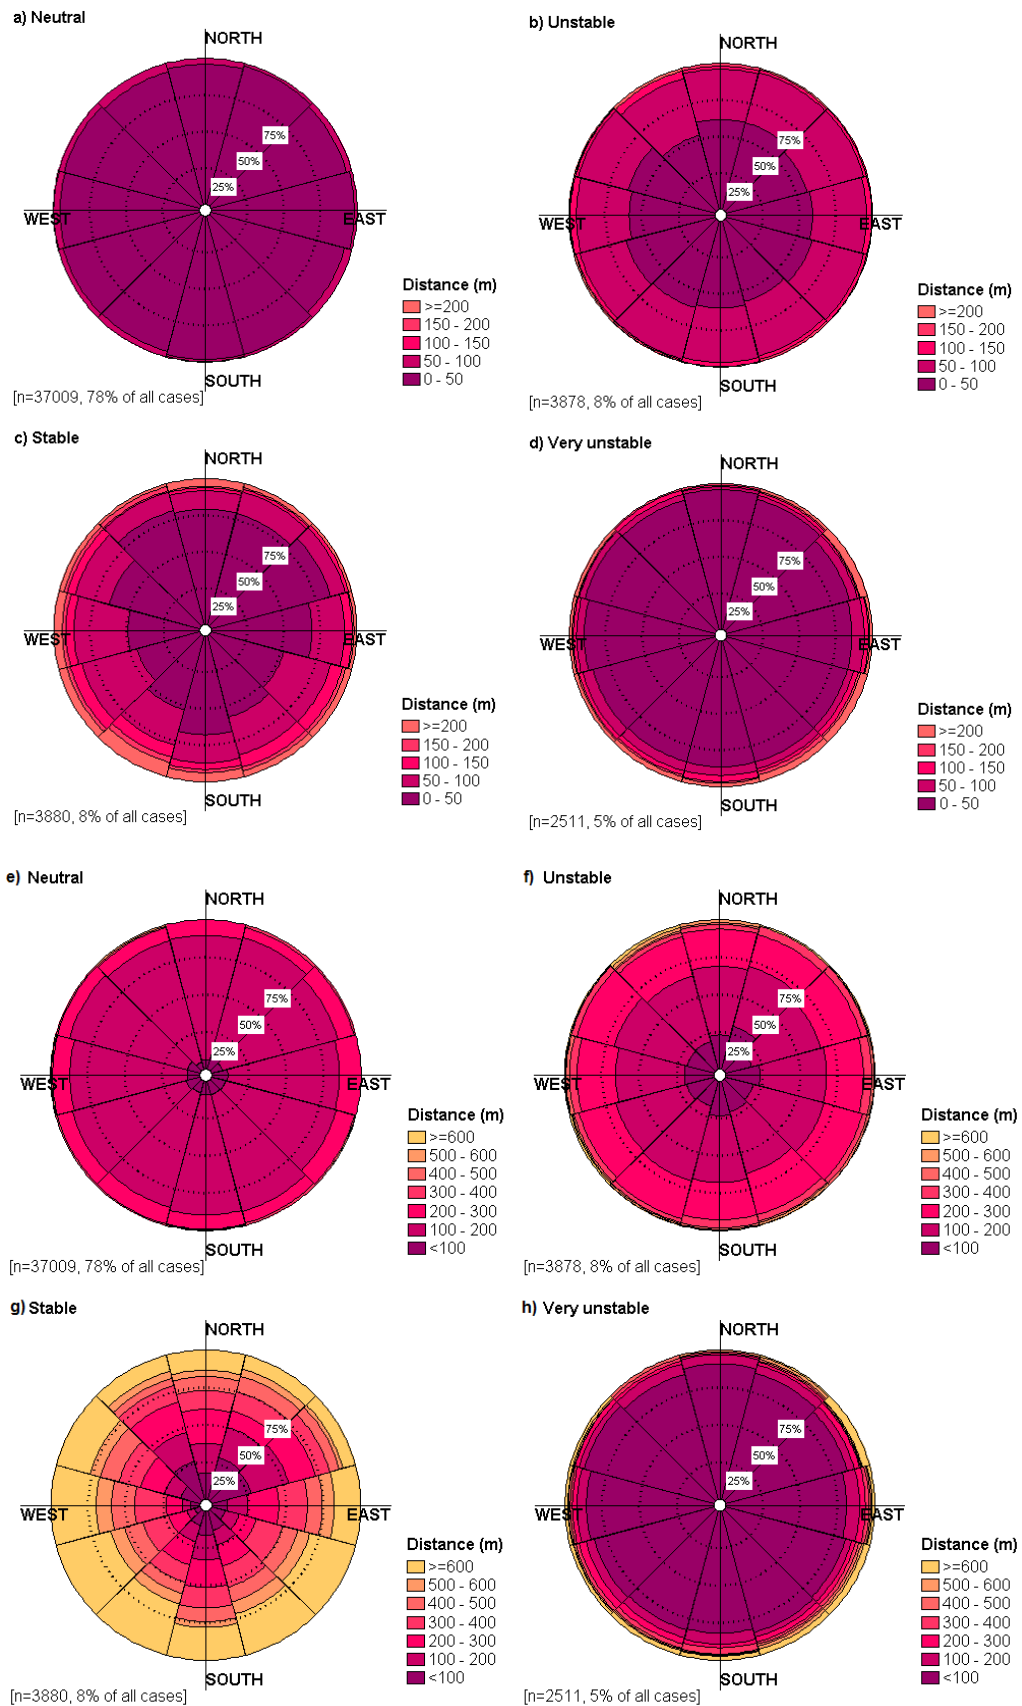 a) Neutral
NORTH
75%
50%
25%
WEST
EAST
SOUTH
Distance (m)
>=200
150 - 200
100 - 150
50 - 100
0 - 50
[n=37009, 78% of all cases]
b) Unstable
NORTH
75%
50%
25%
WEST
EAST
SOUTH
Distance (m)
>=200
150 - 200
100 - 150
50 - 100
0 - 50
[n=3878, 8% of all cases]
c) Stable
NORTH
75%
50%
25%
WEST
EAST
SOUTH
Distance (m)
>=200
150 - 200
100 - 150
50 - 100
0 - 50
[n=3880, 8% of all cases]
d) Very unstable
NORTH
75%
50%
25%
WEST
EAST
SOUTH
Distance (m)
>=200
150 - 200
100 - 150
50 - 100
0 - 50
[n=2511, 5% of all cases]
e) Neutral
NORTH
75%
50%
25%
WEST
EAST
SOUTH
Distance (m)
>=600
500 - 600
400 - 500
300 - 400
200 - 300
100 - 200
<100
[n=37009, 78% of all cases]
f) Unstable
NORTH
75%
50%
25%
WEST
EAST
SOUTH
Distance (m)
>=600
500 - 600
400 - 500
300 - 400
200 - 300
100 - 200
<100
[n=3878, 8% of all cases]
g) Stable
NORTH
75%
50%
25%
WEST
EAST
SOUTH
Distance (m)
>=600
500 - 600
400 - 500
300 - 400
200 - 300
100 - 200
<100
[n=3880, 8% of all cases]
h) Very unstable
NORTH
75%
50%
25%
WEST
EAST
SOUTH
Distance (m)
>=600
500 - 600
400 - 500
300 - 400
200 - 300
100 - 200
<100
[n=2511, 5% of all cases]